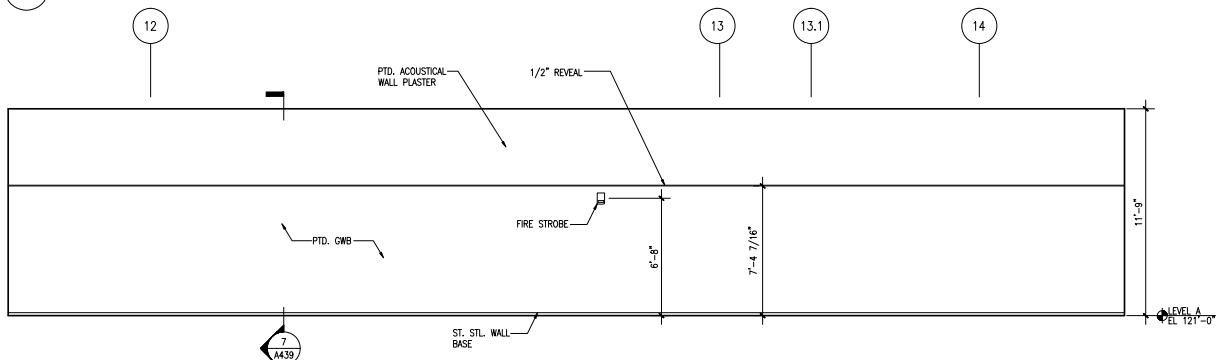 12
13
13.1
14
PTD. ACOUSTICAL
WALL PLASTER
1/2" REVEAL
FIRE STROBE
PTD. GWB
6'-8"
7'-4 7/16"
11'-9"
ST. STL. WALL
BASE
LEVEL A
EL 121'-0"
7
A439